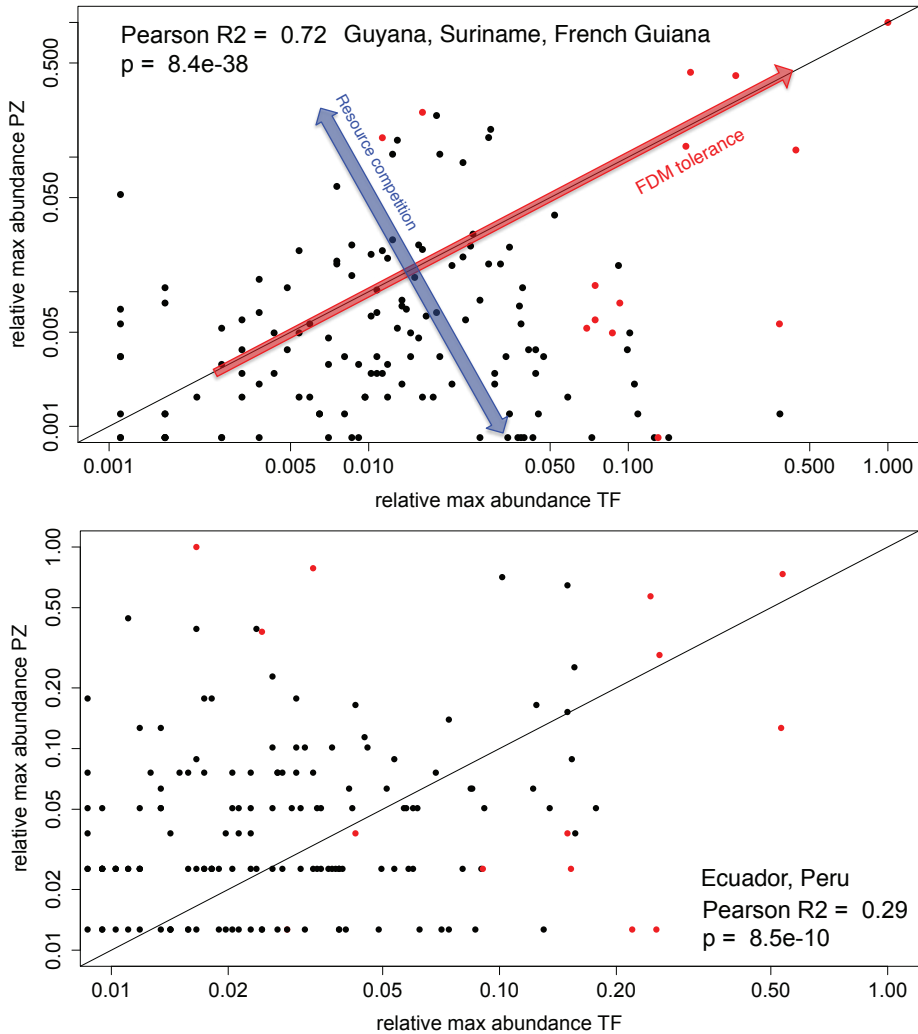 Pearson R2 = 0.72 Guyana, Suriname, French Guiana
p = 8.4e-38
Resource competition
FDM tolerance
relative max abundance PZ
0.500
0.050
0.005
0.001
0.001 0.005 0.010 0.050 0.100 0.500 1.000
relative max abundance TF
relative max abundance PZ
1.00
0.50
0.20
0.10
0.05
0.02
0.01
Ecuador, Peru
Pearson R2 = 0.29
p = 8.5e-10
0.01 0.02 0.05 0.10 0.20 0.50 1.00
relative max abundance TF